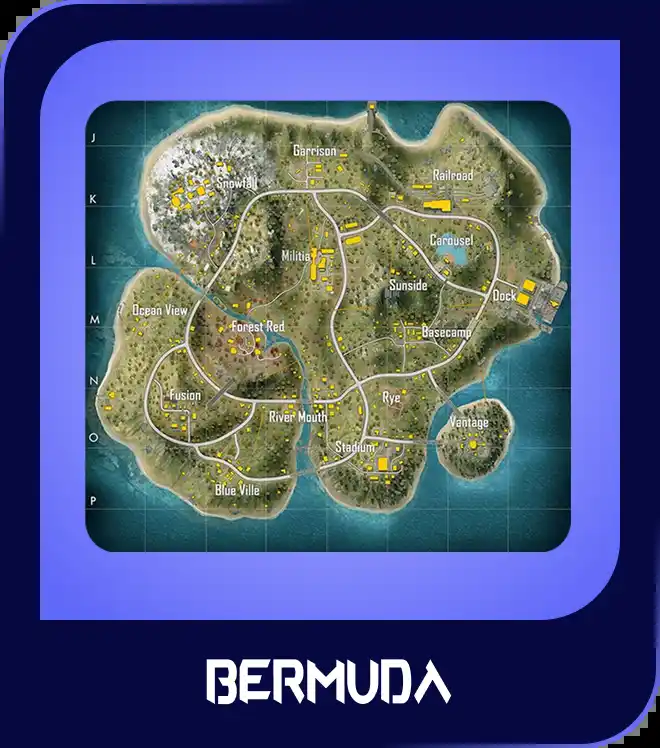 J
Garrison
Railroad
Snowfall
K
Carousel
Militia
L
Sunside
Dock
Ocean View
M
Forest Red
Basecamp
N
Fusion
Rye
River Mouth
Vantage
O
Stadium
Blue Ville
P
BERMUDA